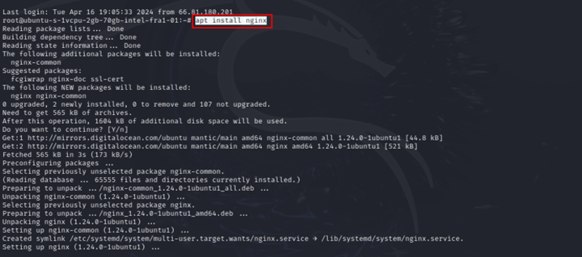 Last login: Tue Apr 16 19:05:33 2024 from 66.81.180.201
root@ubuntu-s-1vcpu-2gb-70gb-intel-fra1-01:~# apt install nginx
Reading package lists... Done
Building dependency tree... Done
Reading state information... Done
The following additional packages will be installed:
nginx-common
Suggested packages:
fcgiwrap nginx-doc ssl-cert
The following NEW packages will be installed:
nginx nginx-common
0 upgraded, 2 newly installed, 0 to remove and 107 not upgraded.
Need to get 565 kB of archives.
After this operation, 1604 kB of additional disk space will be used.
Do you want to continue? [Y/n]
Get:1 http://mirrors.digitalocean.com/ubuntu mantic/main amd64 nginx-common all 1.24.0-1ubuntu1 [44.8 kB]
Get:2 http://mirrors.digitalocean.com/ubuntu mantic/main amd64 nginx amd64 1.24.0-1ubuntu1 [521 kB]
Fetched 565 kB in 3s (173 kB/s)
Preconfiguring packages ...
Selecting previously unselected package nginx-common.
(Reading database ... 65555 files and directories currently installed.)
Preparing to unpack .../nginx-common_1.24.0-1ubuntu1_all.deb ...
Unpacking nginx-common (1.24.0-1ubuntu1) ...
Selecting previously unselected package nginx.
Preparing to unpack .../nginx_1.24.0-1ubuntu1_amd64.deb ...
Unpacking nginx (1.24.0-1ubuntu1) ...
Setting up nginx-common (1.24.0-1ubuntu1) ...
Created symlink /etc/systemd/system/multi-user.target.wants/nginx.service → /lib/systemd/system/nginx.service.
Setting up nginx (1.24.0-1ubuntu1) ...